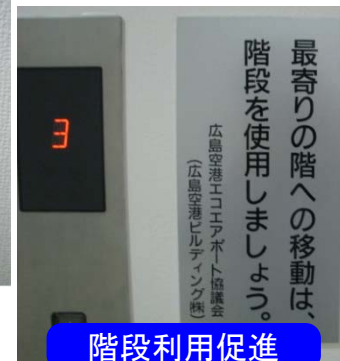 3
最寄りの階への移動は、
階段を使用しましょう。
広島空港エコエアポート協議会
(広島空港ビルディング㈱)
階段利用促進